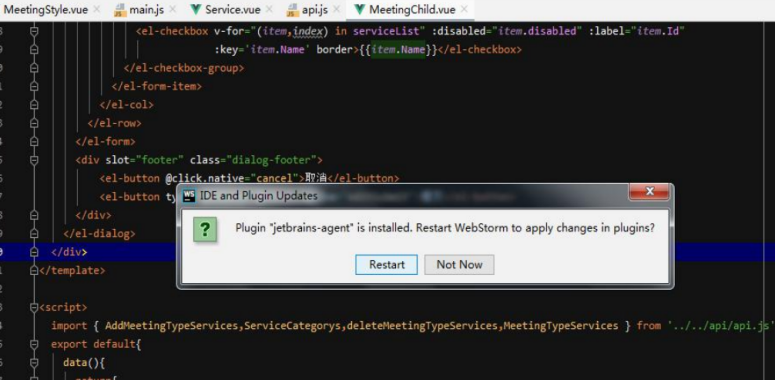 MeetingStyle.vue × main.js × Service.vue × api.js × MeetingChild.vue ×
<el-checkbox v-for="(item,index) in serviceList" :disabled="item.disabled" :label="item.Id"
:key='item.Name' border>{{item.Name}}</el-checkbox>
</el-checkbox-group>
</el-form-item>
</el-col>
</el-row>
</el-form>
<div slot="footer" class="dialog-footer">
<el-button @click.native="cancel">取消</el-button>
<el-button ty
WS IDE and Plugin Updates
</div>
? Plugin "jetbrains-agent" is installed. Restart WebStorm to apply changes in plugins?
</el-dialog>
</div>
Restart Not Now
</template>
<script>
import { AddMeetingTypeServices,ServiceCategorys,deleteMeetingTypeServices,MeetingTypeServices } from '../../api/api.js'
export default{
data(){
return{